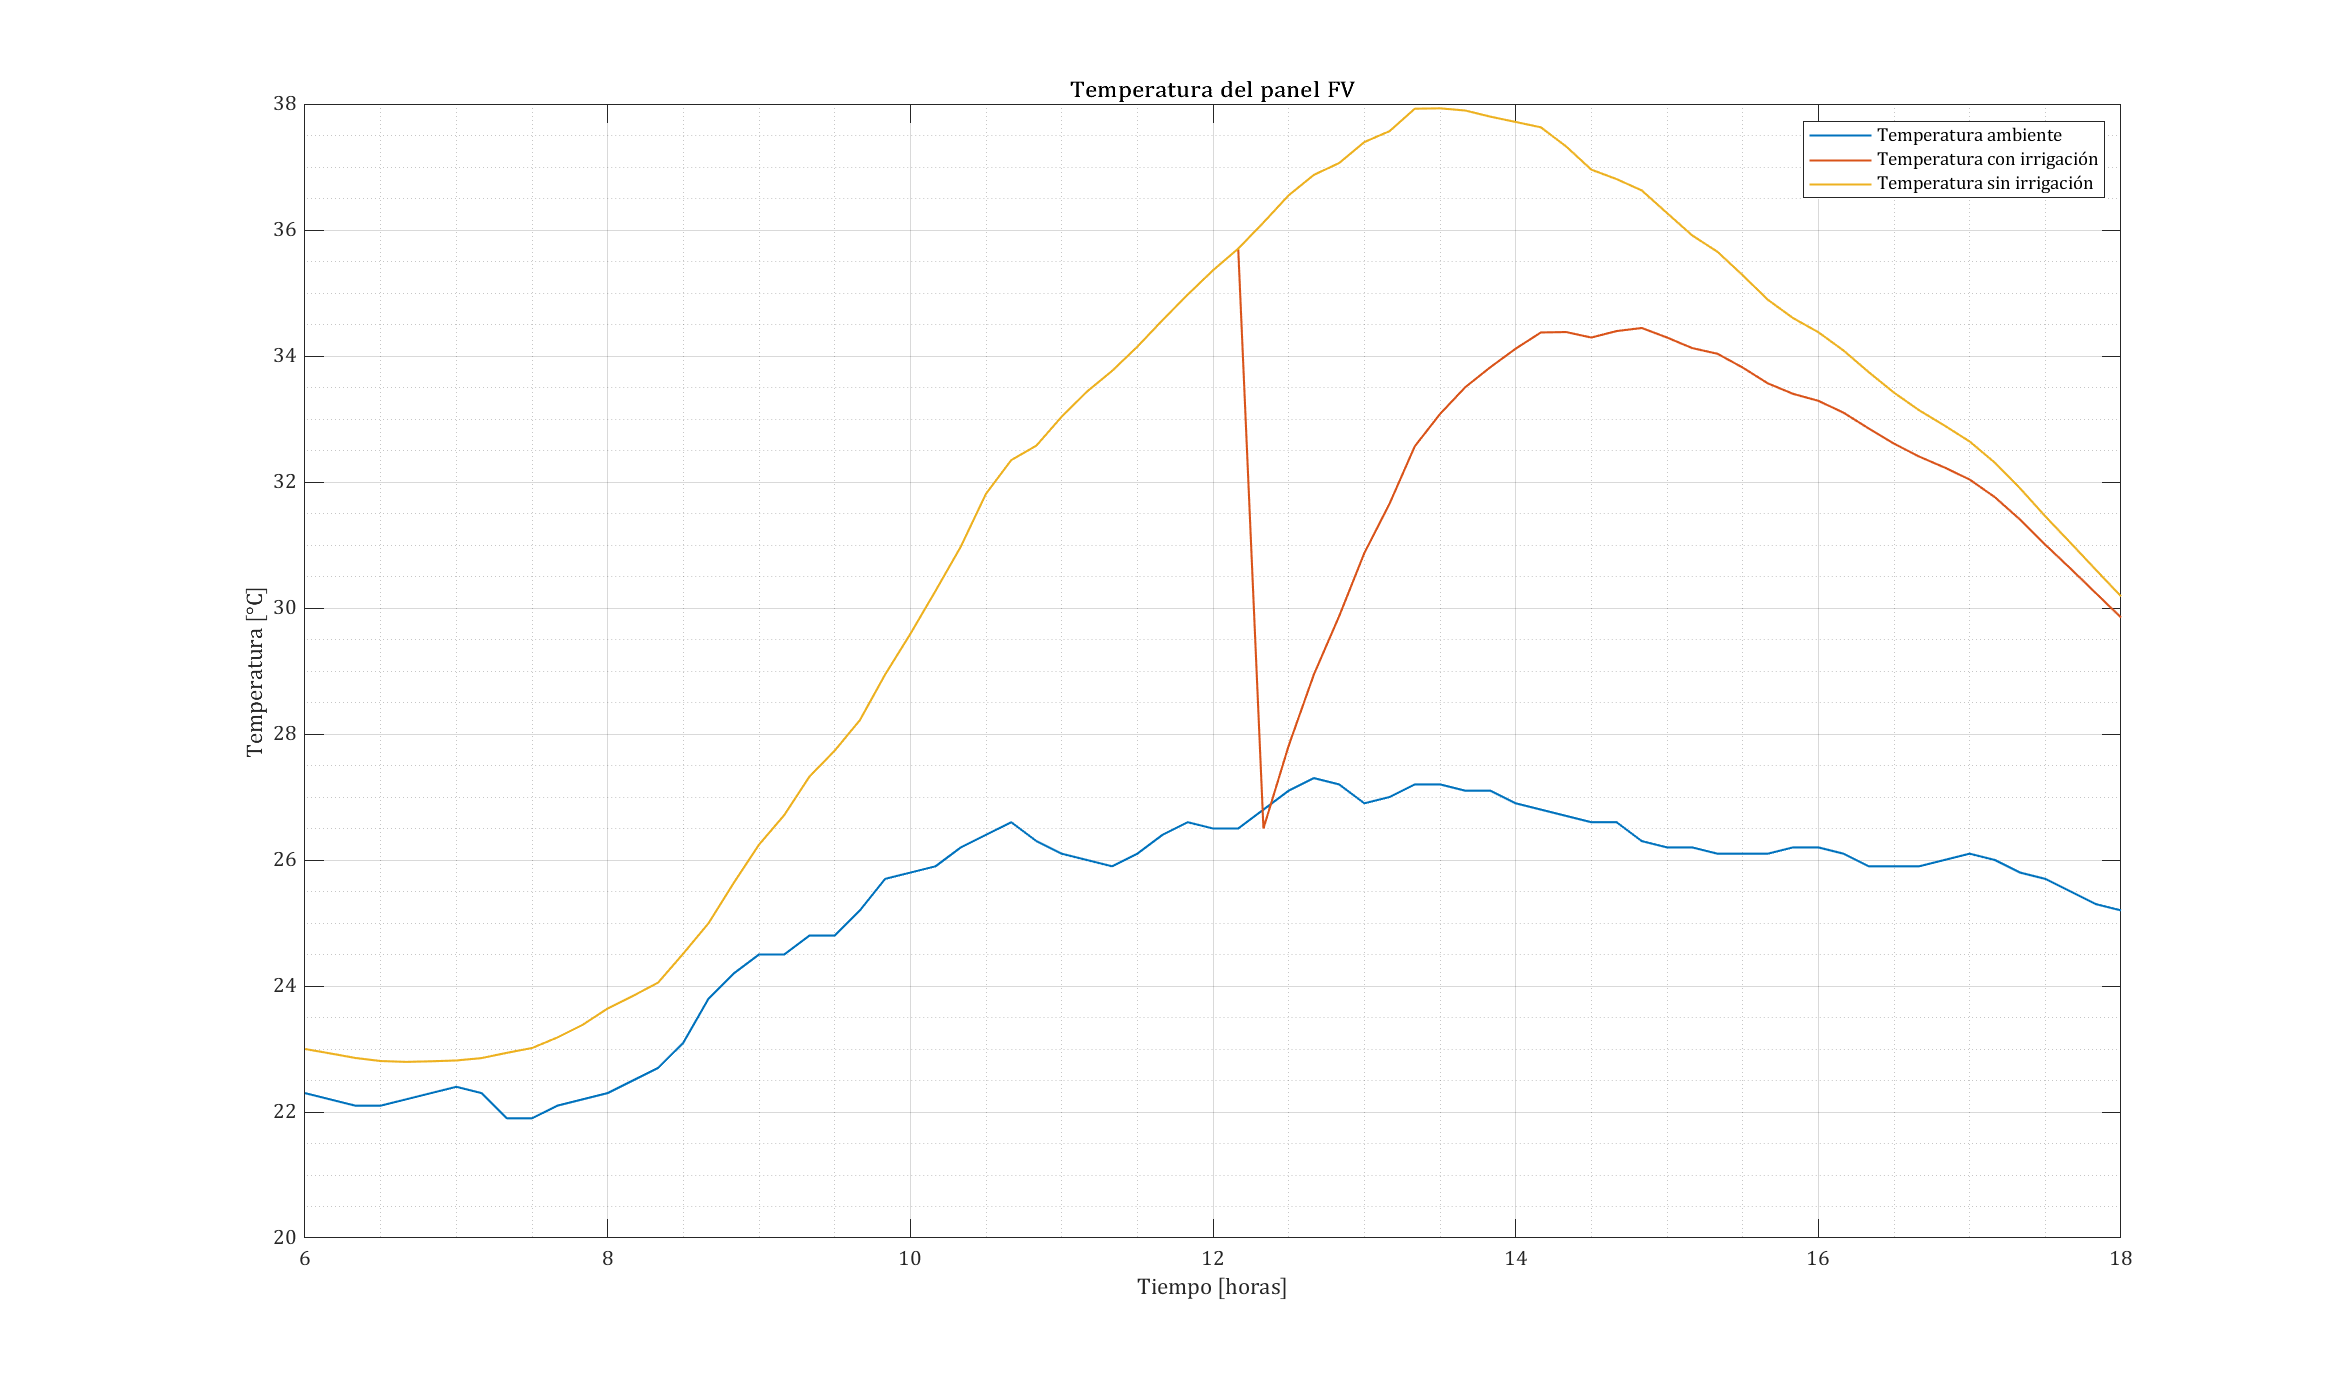 Temperatura del panel FV
Temperatura ambiente
Temperatura con irrigación
Temperatura sin irrigación
38
36
34
32
30
28
26
24
22
20
Temperatura [°C]
6 8 10 12 14 16 18
Tiempo [horas]